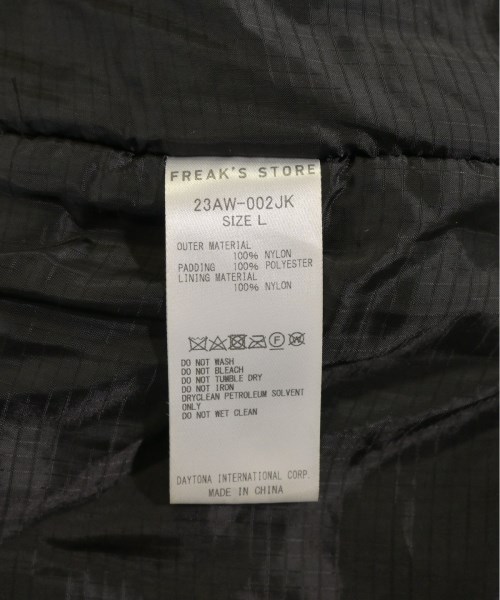 FREAK'S STORE
23AW-002JK
SIZE L
OUTER MATERIAL
100% NYLON
PADDING 100% POLYESTER
LINING MATERIAL
100% NYLON
F W
DO NOT WASH
DO NOT BLEACH
DO NOT TUMBLE DRY
DO NOT IRON
DRYCLEAN PETROLEUM SOLVENT
ONLY
DO NOT WET CLEAN
DAYTONA INTERNATIONAL CORP.
MADE IN CHINA